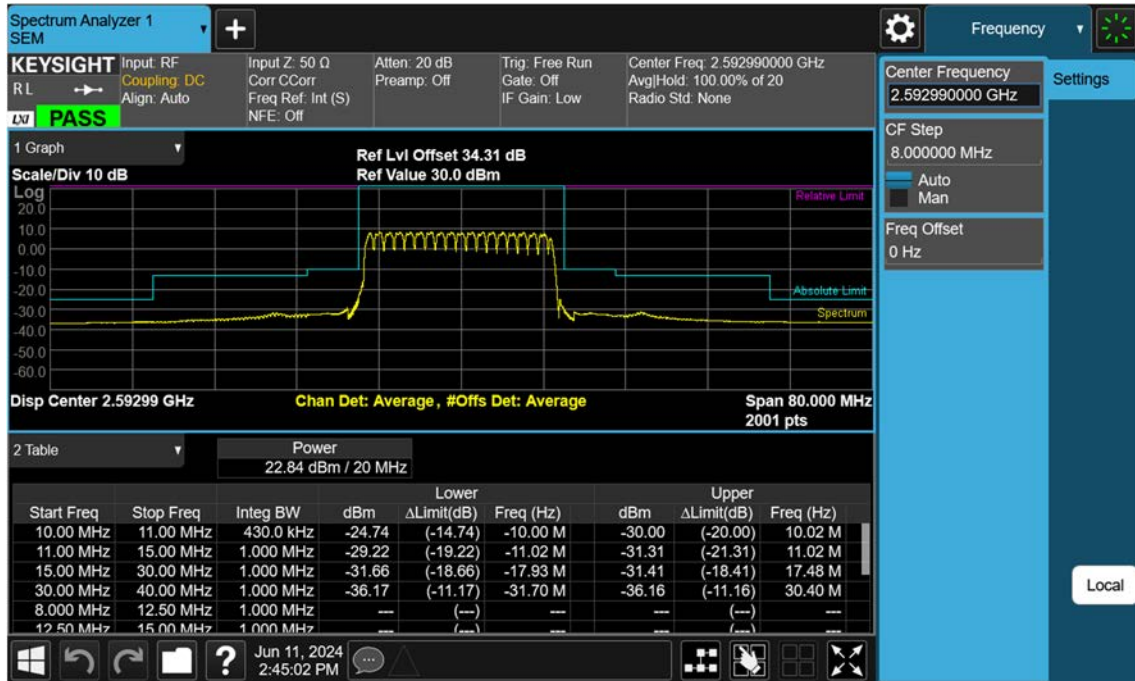 Spectrum Analyzer 1
SEM
Frequency
KEYSIGHT
RL
LXI
PASS
Input: RF
Coupling: DC
Align: Auto
Input Z: 50 Ω
Corr CCorr
Freq Ref: Int (S)
NFE: Off
Atten: 20 dB
Preamp: Off
Trig: Free Run
Gate: Off
IF Gain: Low
Center Freq: 2.592990000 GHz
Avg|Hold: 100.00% of 20
Radio Std: None
Center Frequency
2.592990000 GHz
Settings
CF Step
8.000000 MHz
Auto
Man
Freq Offset
0 Hz
Local
1 Graph
Ref Lvl Offset 34.31 dB
Scale/Div 10 dB
Ref Value 30.0 dBm
Log
20.0
10.0
0.00
-10.0
-20.0
-30.0
-40.0
-50.0
-60.0
Relative Limit
Absolute Limit
Spectrum
Disp Center 2.59299 GHz
Chan Det: Average, #Offs Det: Average
Span 80.000 MHz
2001 pts
2 Table
Power
22.84 dBm / 20 MHz
Lower Upper
Start Freq Stop Freq Integ BW dBm ΔLimit(dB) Freq (Hz) dBm ΔLimit(dB) Freq (Hz)
10.00 MHz 11.00 MHz 430.0 kHz -24.74 (-14.74) -10.00 M -30.00 (-20.00) 10.02 M
11.00 MHz 15.00 MHz 1.000 MHz -29.22 (-19.22) -11.02 M -31.31 (-21.31) 11.02 M
15.00 MHz 30.00 MHz 1.000 MHz -31.66 (-18.66) -17.93 M -31.41 (-18.41) 17.48 M
30.00 MHz 40.00 MHz 1.000 MHz -36.17 (-11.17) -31.70 M -36.16 (-11.16) 30.40 M
8.000 MHz 12.50 MHz 1.000 MHz --- (---) --- --- (---) ---
12.50 MHz 15.00 MHz 1.000 MHz --- (---) --- --- (---) ---
Jun 11, 2024
2:45:02 PM